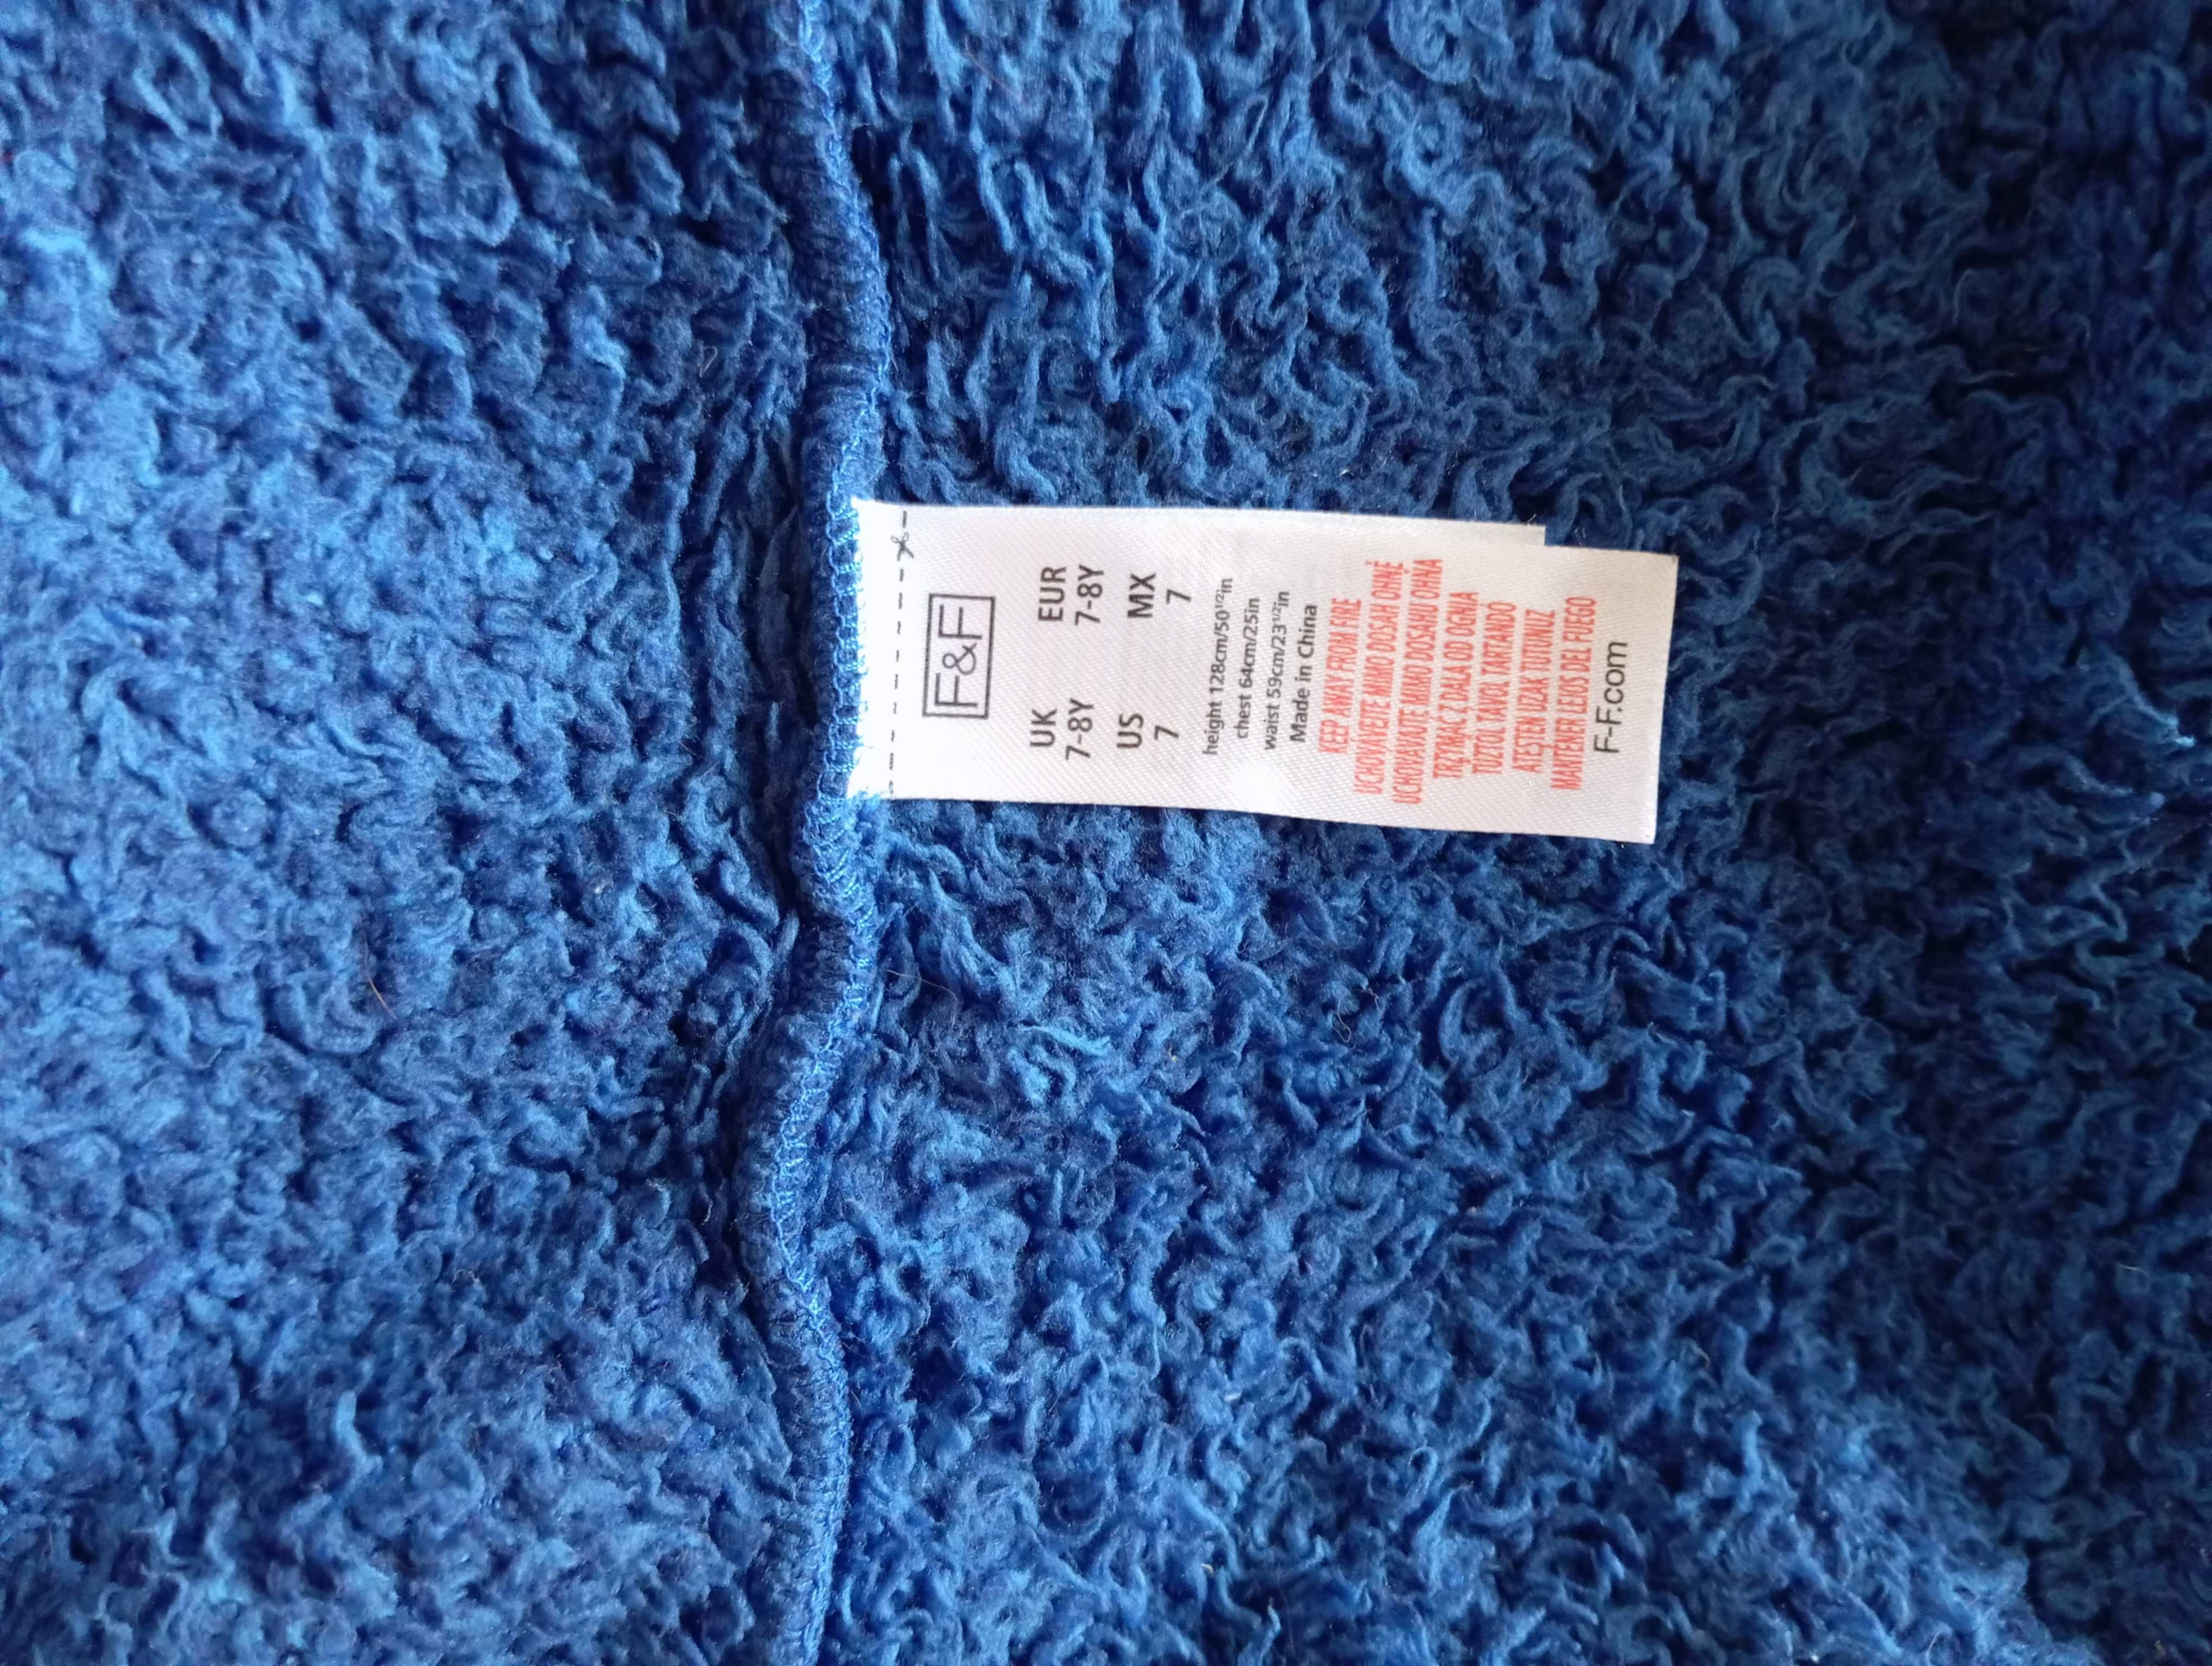 F&F
UK EUR
7-8Y 7-8Y
US MX
7 7
height 128cm/50¹/²in
chest 64cm/25in
waist 59cm/23¹/²in
Made in China
KEEP AWAY FROM FIRE
UCHOVÁVEJTE MIMO DOSAH OHNĚ
UCHOVÁVAJTE MIMO DOSAHU OHŇA
TRZYMAĆ Z DALA OD OGNIA
TŰZTŐL TÁVOL TARTANDÓ
ATEŞTEN UZAK TUTUNUZ
MANTENER LEJOS DEL FUEGO
F-F.com